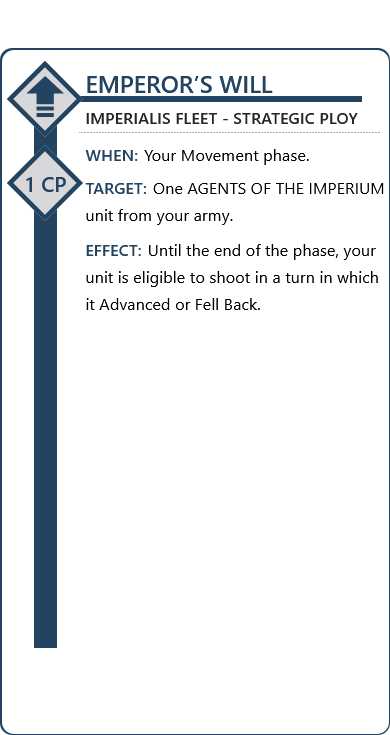 EMPEROR'S WILL
IMPERIALIS FLEET - STRATEGIC PLOY
WHEN: Your Movement phase.
1 CP
TARGET: One AGENTS OF THE IMPERIUM
unit from your army.
EFFECT: Until the end of the phase, your
unit is eligible to shoot in a turn in which
it Advanced or Fell Back.